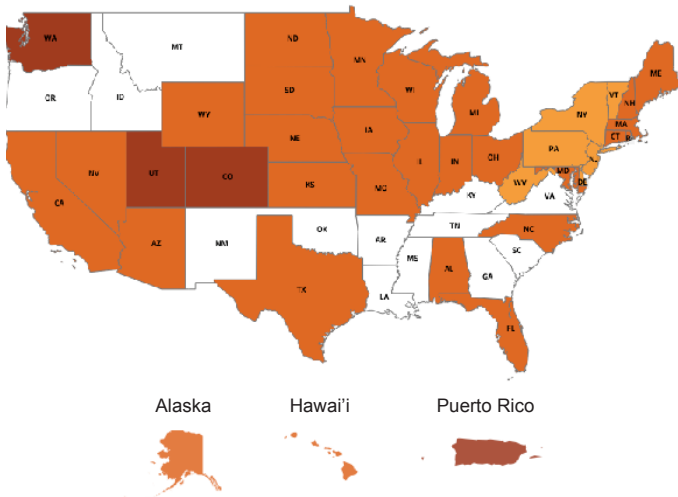 WA
MT
ND
MN
OR
ID
WY
SD
WI
MI
NE
IA
NV
UT
CO
KS
MO
IL
IN
OH
CA
AZ
NM
OK
TX
AR
LA
MS
AL
GA
FL
TN
KY
SC
NC
VA
WV
MD
DE
PA
NJ
NY
CT
R
MA
VT
NH
ME
Alaska
Hawai'i
Puerto Rico